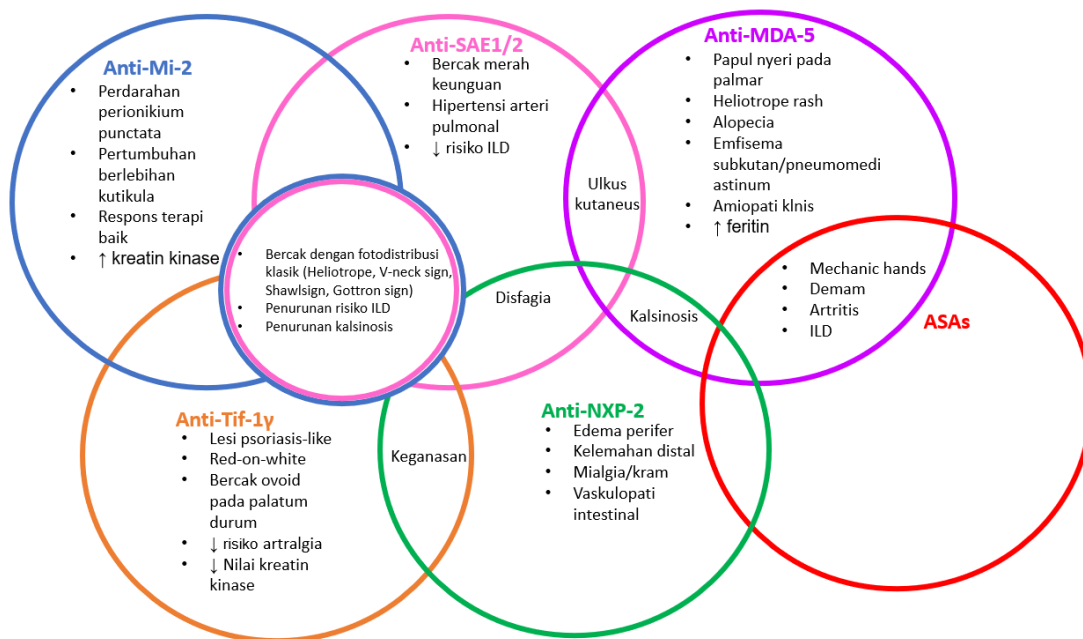 Anti-Mi-2
• Perdarahan
perionikium
punctata
• Pertumbuhan
berlebihan
kutikula
• Respons terapi
baik
• ↑ kreatin kinase
Anti-SAE1/2
• Bercak merah
keunguan
• Hipertensi arteri
pulmonal
• ↓ risiko ILD
Anti-MDA-5
• Papul nyeri pada
palmar
• Heliotrope rash
• Alopecia
• Emfisema
subkutan/pneumomedi
astinum
• Amiopati klnis
• ↑ feritin
Ulkus
kutaneus
• Bercak dengan fotodistribusi
klasik (Heliotrope, V-neck sign,
Shawlsign, Gottron sign)
• Penurunan risiko ILD
• Penurunan kalsinosis
Disfagia
Kalsinosis
• Mechanic hands
• Demam
• Artritis
• ILD
ASAs
Anti-Tif-1γ
• Lesi psoriasis-like
• Red-on-white
• Bercak ovoid
pada palatum
durum
• ↓ risiko artralgia
• ↓ Nilai kreatin
kinase
Keganasan
Anti-NXP-2
• Edema perifer
• Kelemahan distal
• Mialgia/kram
• Vaskulopati
intestinal